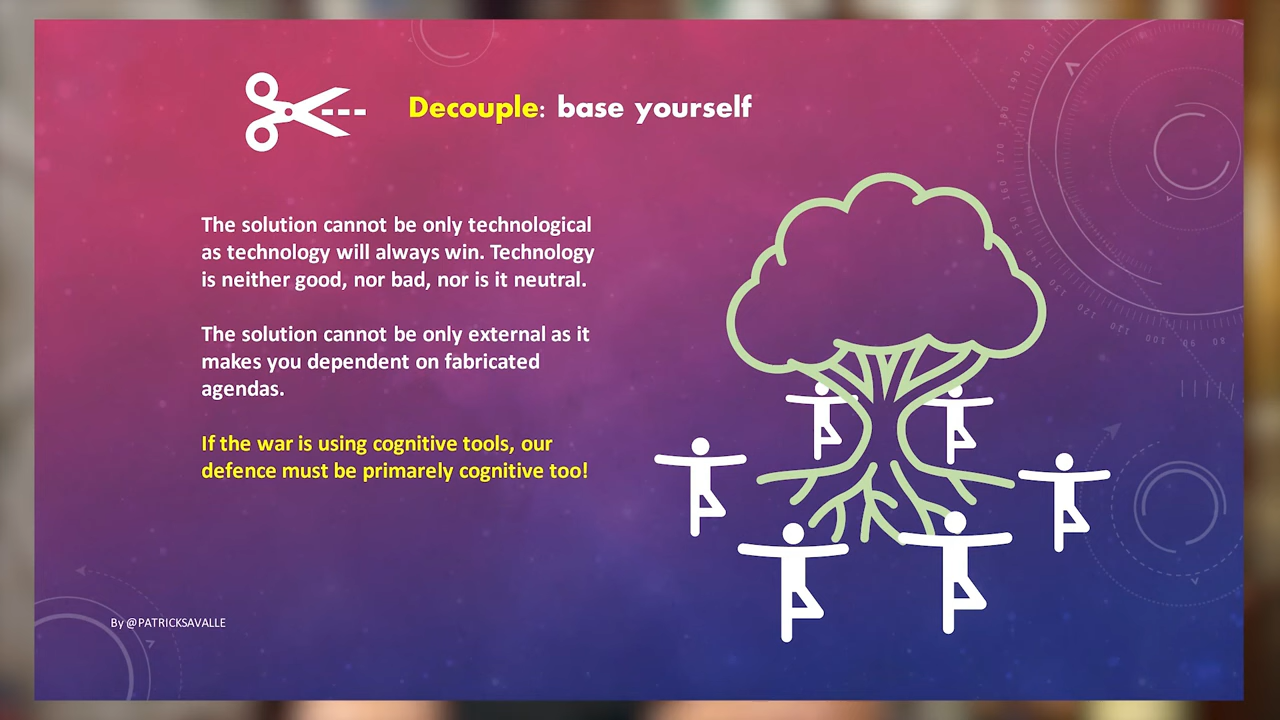 Decouple: base yourself
The solution cannot be only technological
as technology will always win. Technology
is neither good, nor bad, nor is it neutral.
The solution cannot be only external as it
makes you dependent on fabricated
agendas.
If the war is using cognitive tools, our
defence must be primarely cognitive too!
By @PATRICKSAVALLE